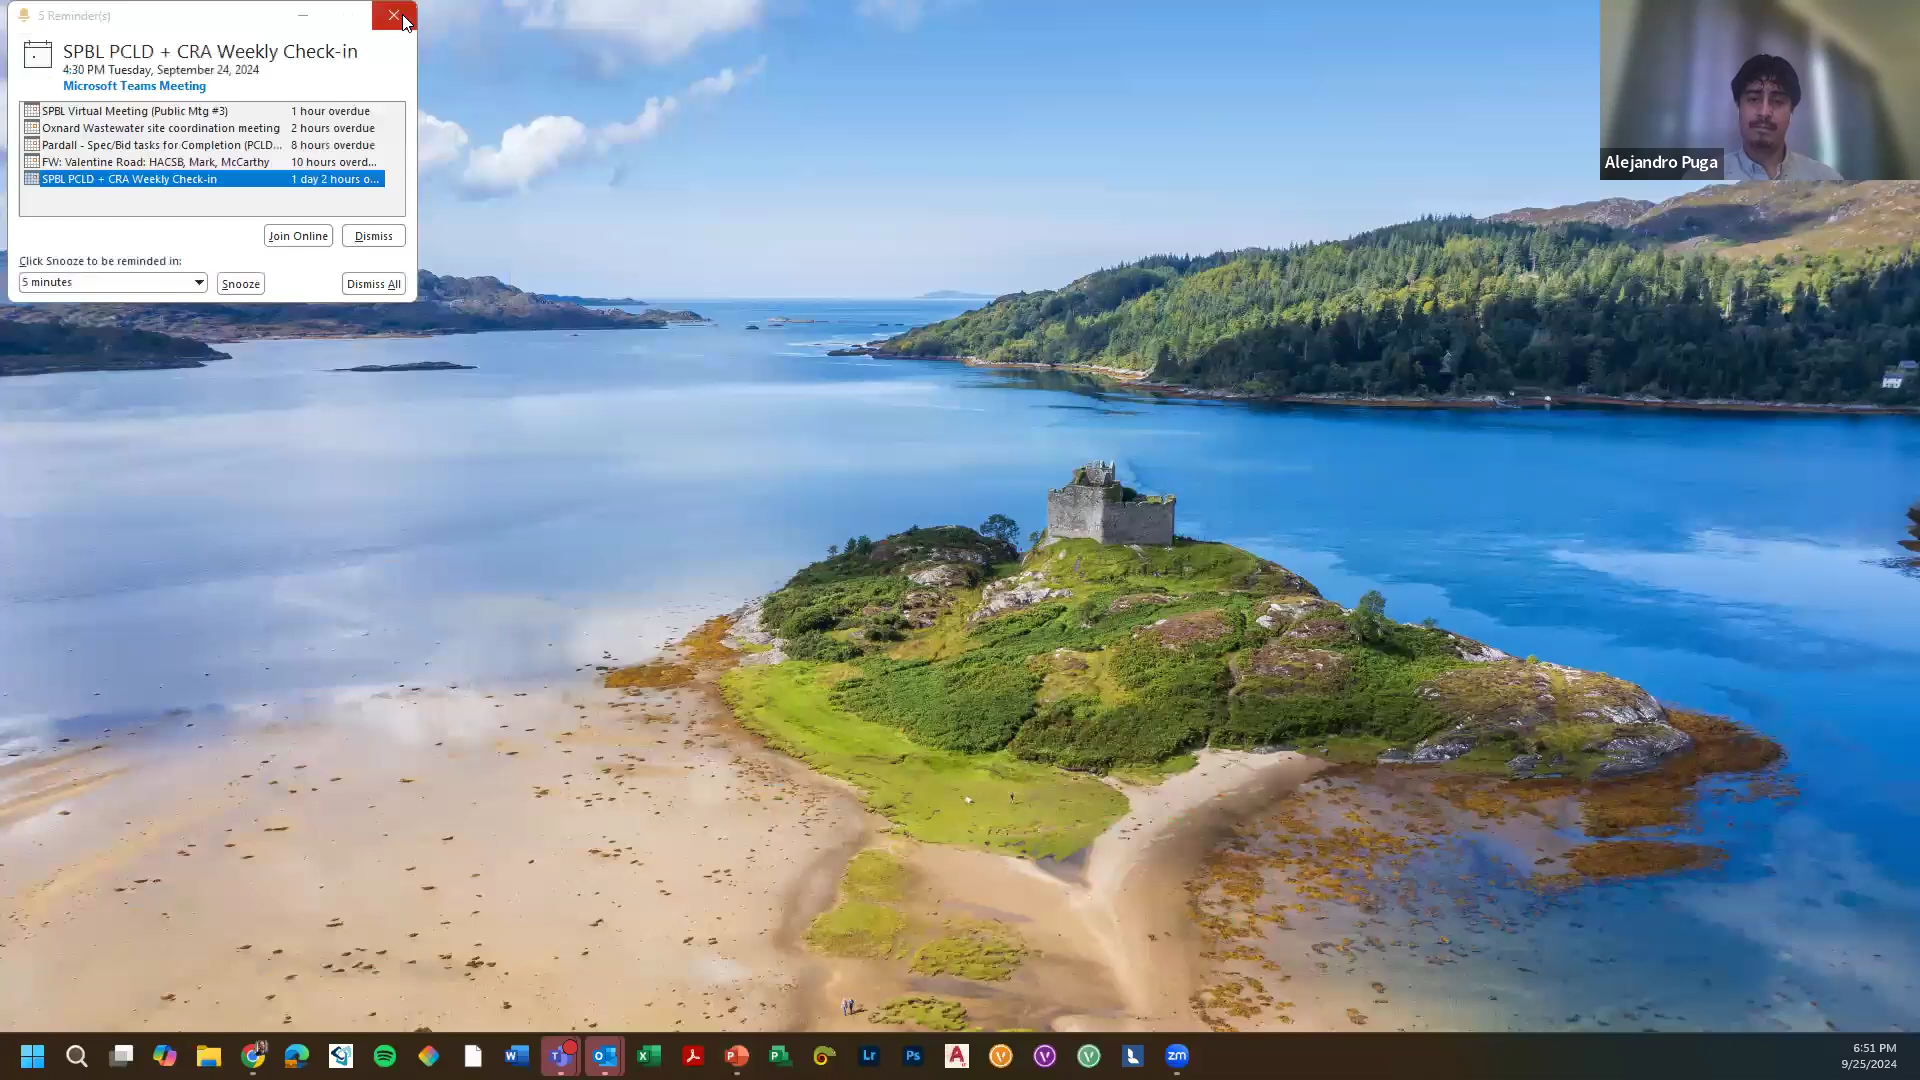 5 Reminder(s)
SPBL PCLD + CRA Weekly Check-in
4:30 PM Tuesday, September 24, 2024
Microsoft Teams Meeting
SPBL Virtual Meeting (Public Mtg #3) 1 hour overdue
Oxnard Wastewater site coordination meeting 2 hours overdue
Pardall - Spec/Bid tasks for Completion (PCLD... 8 hours overdue
FW: Valentine Road: HACSB, Mark, McCarthy 10 hours overd...
SPBL PCLD + CRA Weekly Check-in 1 day 2 hours o...
Join Online Dismiss
Click Snooze to be reminded in:
5 minutes Snooze Dismiss All
Alejandro Puga
Lr Ps zm
6:51 PM
9/25/2024